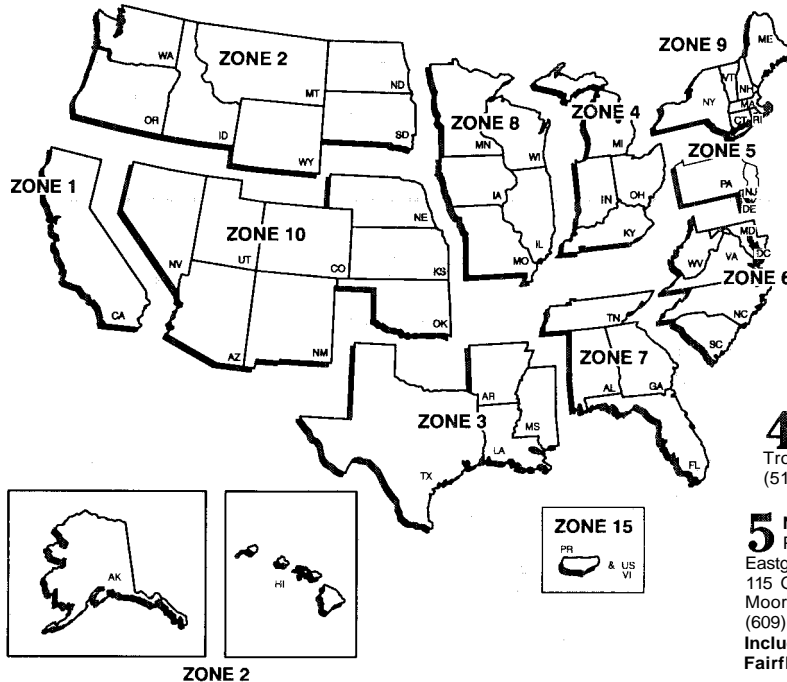 ZONE 9
ME
WA
ZONE 2
MT
ND
VT
NH
NY
MA
CT
RI
OR
ID
WY
SD
ZONE 8
MN
WI
ZONE 4
MI
ZONE 5
PA
NJ
DE
ZONE 1
CA
NV
ZONE 10
UT
CO
NE
KS
IA
IL
MO
IN
OH
KY
MD
DC
WV
VA
ZONE 6
NC
SC
AZ
NM
OK
TN
ZONE 7
AL
GA
FL
AR
ZONE 3
MS
LA
TX
4
Tro
(51
AK
HI
ZONE 2
ZONE 15
PR
& US
VI
5
F
Eastg
115 C
Moor
(609)
Inclu
Fairf